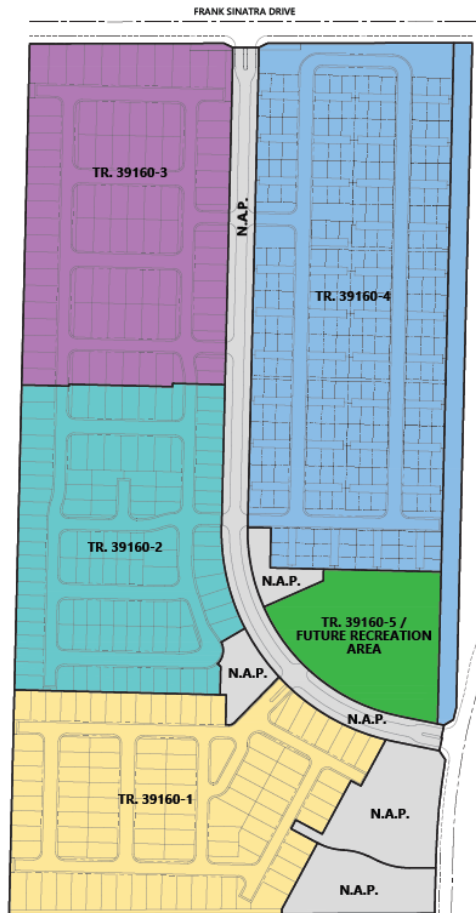 FRANK SINATRA DRIVE
TR. 39160-3
N.A.P.
TR. 39160-4
TR. 39160-2
N.A.P.
TR. 39160-5 /
FUTURE RECREATION
AREA
N.A.P.
N.A.P.
TR. 39160-1
N.A.P.
N.A.P.